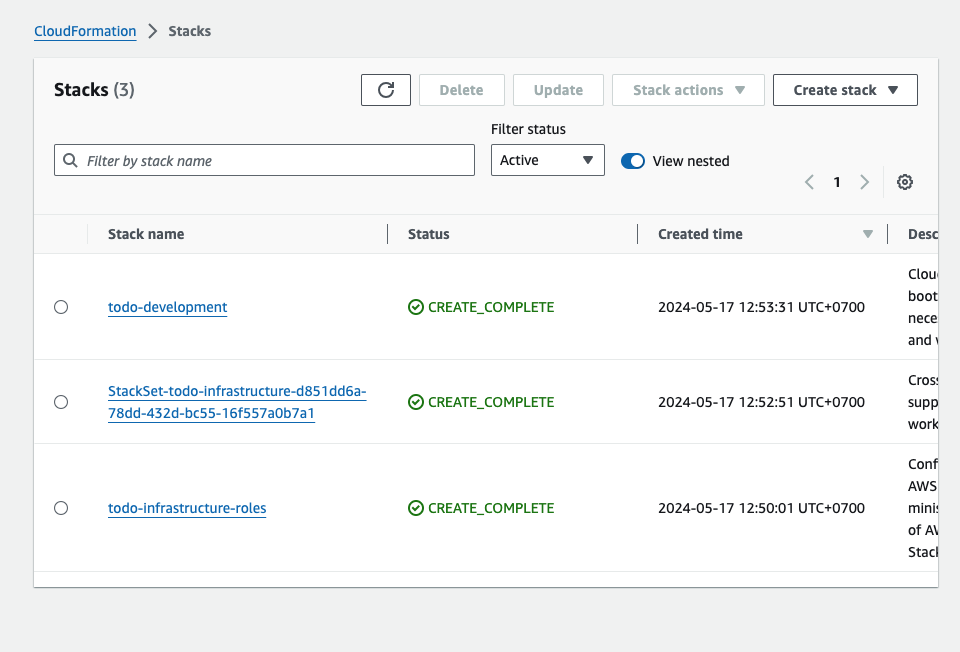 CloudFormation > Stacks
Stacks (3)
Delete
Update
Stack actions
Create stack
Filter status
Filter by stack name
Active
View nested
1
Stack name
Status
Created time
Desc
todo-development
CREATE_COMPLETE
2024-05-17 12:53:31 UTC+0700
Clou
boot
nece
and
StackSet-todo-infrastructure-d851dd6a-
78dd-432d-bc55-16f557a0b7a1
CREATE_COMPLETE
2024-05-17 12:52:51 UTC+0700
Cross
supp
work
todo-infrastructure-roles
CREATE_COMPLETE
2024-05-17 12:50:01 UTC+0700
Conf
AWS
minis
of AW
Stack